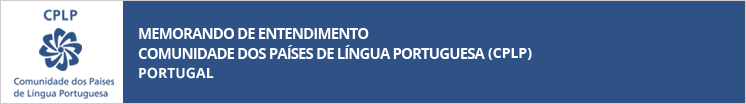 CPLP
Comunidade dos Países
de Língua Portuguesa
MEMORANDO DE ENTENDIMENTO
COMUNIDADE DOS PAÍSES DE LÍNGUA PORTUGUESA (CPLP)
PORTUGAL